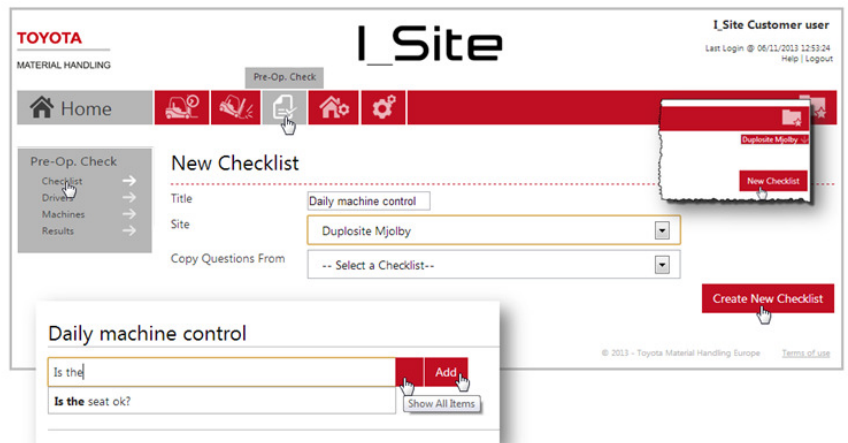 TOYOTA
MATERIAL HANDLING
I_Site
I_Site Customer user
Last Login @ 06/11/2013 12:53:24
Help | Logout
Pre-Op. Check
Home
Duplosite Mjolby
New Checklist
Pre-Op. Check
Checklist
Drivers
Machines
Results
New Checklist
Title
Daily machine control
Site
Duplosite Mjolby
Copy Questions From
-- Select a Checklist--
Create New Checklist
© 2013 - Toyota Material Handling Europe
Terms of use
Daily machine control
Is the
Add
Is the seat ok?
Show All Items